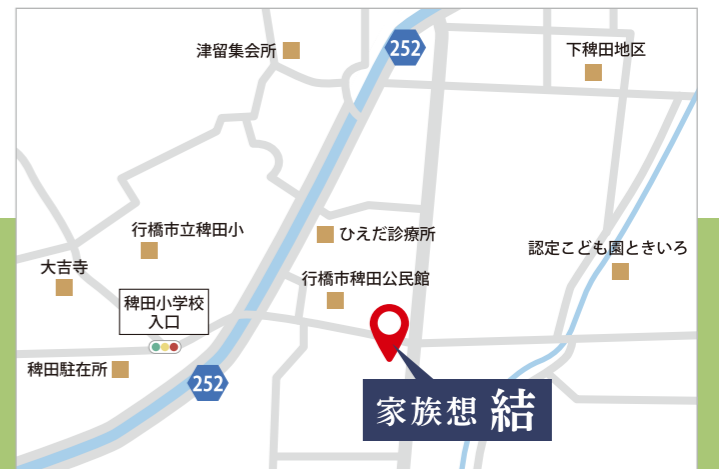 252
津留集会所
下稗田地区
行橋市立稗田小
ひえだ診療所
認定こども園ときいろ
大吉寺
行橋市稗田公民館
稗田小学校
入口
稗田駐在所
252
家族想 結